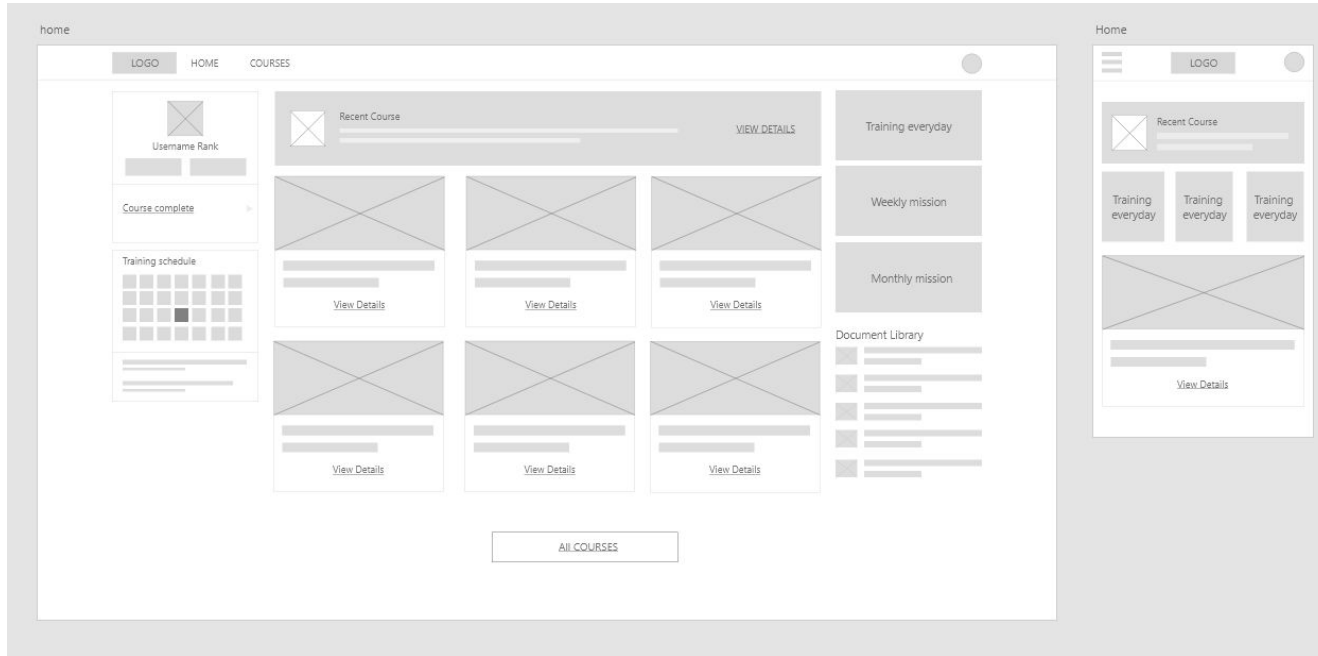 home
LOGO HOME COURSES
Username Rank
Course complete
Training schedule
Recent Course
VIEW DETAILS
View Details
View Details
View Details
View Details
View Details
View Details
All COURSES
Training everyday
Weekly mission
Monthly mission
Document Library
Home
LOGO
Recent Course
Training
everyday
Training
everyday
Training
everyday
View Details